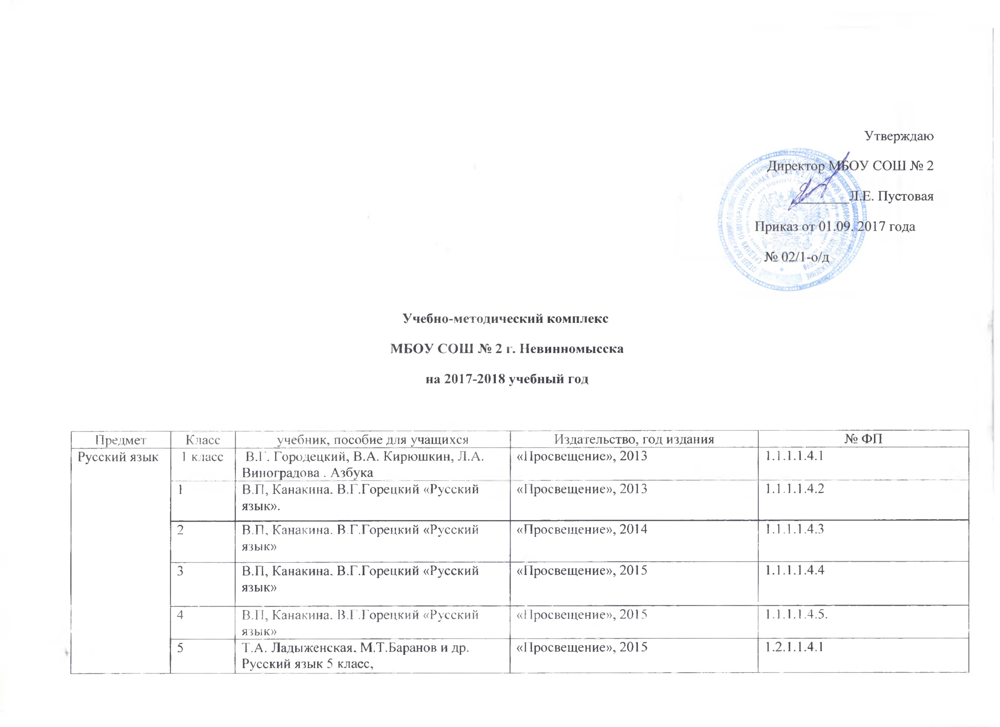 Утверждаю
Директор МБОУ СОШ № 2
________Л.Е. Пустовая
Приказ от 01.09. 2017 года
№ 02/1-о/д
Учебно-методический комплекс
МБОУ СОШ № 2 г. Невинномысска
на 2017-2018 учебный год
Предмет Класс учебник, пособие для учащихся Издательство, год издания № ФП
Русский язык 1 класс В.Г. Городецкий, В.А. Кирюшкин, Л.А. «Просвещение», 2013 1.1.1.1.4.1
Виноградова . Азбука
1 В.П, Канакина. В.Г.Горецкий «Русский «Просвещение», 2013 1.1.1.1.4.2
язык».
2 В.П, Канакина. В.Г.Горецкий «Русский «Просвещение», 2014 1.1.1.1.4.3
язык»
3 В.П, Канакина. В.Г.Горецкий «Русский «Просвещение», 2015 1.1.1.1.4.4
язык»
4 В.П, Канакина. В.Г.Горецкий «Русский «Просвещение», 2015 1.1.1.1.4.5.
язык»
5 Т.А. Ладыженская, М.Т.Баранов и др. «Просвещение», 2015 1.2.1.1.4.1
Русский язык 5 класс,